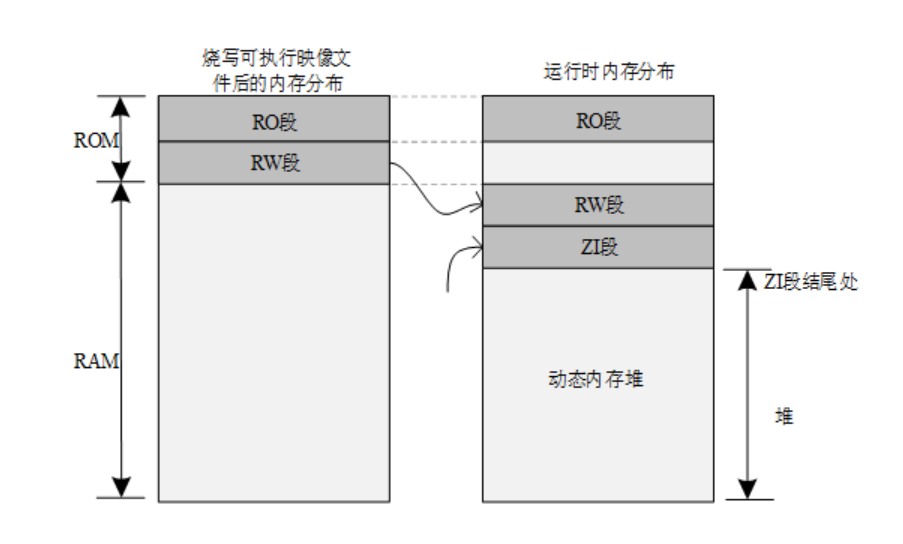 烧写可执行映像文
件后的内存分布
运行时内存分布
ROM
RO段
RO段
RW段
RW段
ZI段
ZI段结尾处
RAM
动态内存堆
堆